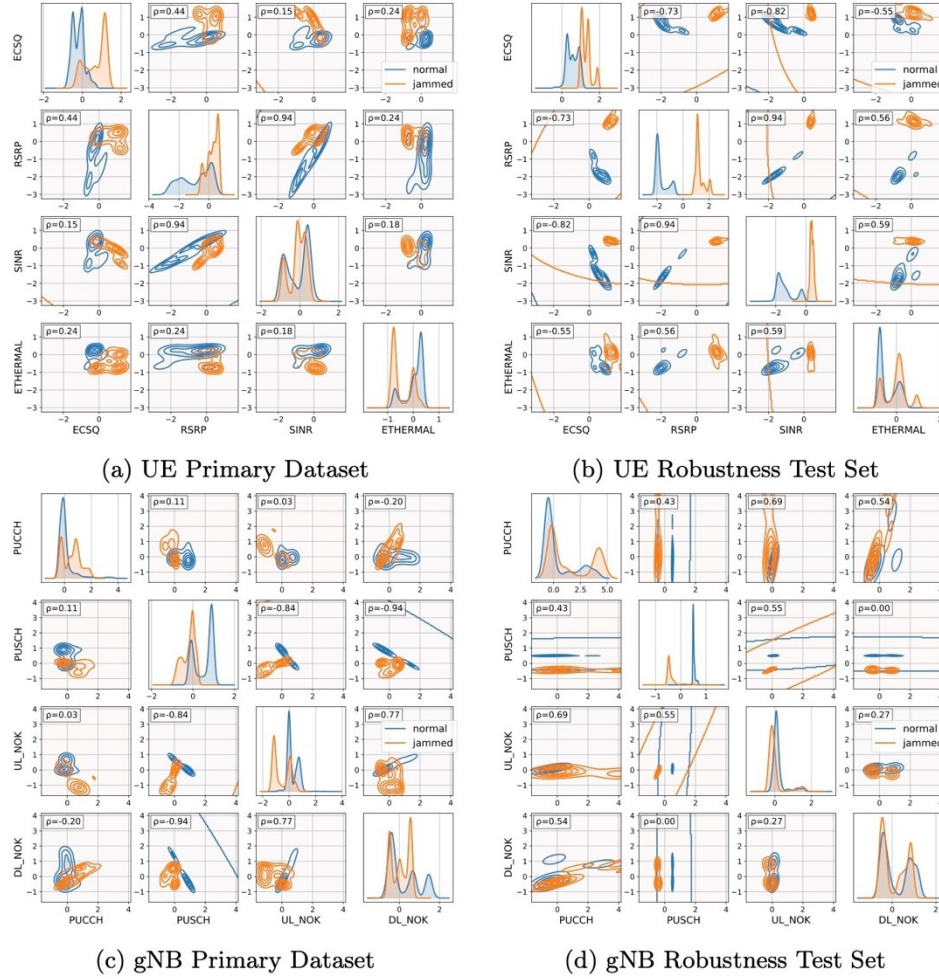 ECSQ
ρ=0.44
ρ=0.15
ρ=0.24
normal
jammed
RSRP
ρ=0.44
ρ=0.94
ρ=0.24
SINR
ρ=0.15
ρ=0.94
ρ=0.18
ETHERMAL
ρ=0.24
ρ=0.24
ρ=0.18
ECSQ RSRP SINR ETHERMAL
(a) UE Primary Dataset
ECSQ
ρ=-0.73
ρ=-0.82
ρ=-0.55
normal
jammed
RSRP
ρ=-0.73
ρ=0.94
ρ=0.56
SINR
ρ=-0.82
ρ=0.94
ρ=0.59
ETHERMAL
ρ=-0.55
ρ=0.56
ρ=0.59
ECSQ RSRP SINR ETHERMAL
(b) UE Robustness Test Set
PUCCH
ρ=0.11
ρ=0.03
ρ=-0.20
PUSCH
ρ=0.11
ρ=-0.84
ρ=-0.94
UL_NOK
ρ=0.03
ρ=-0.84
ρ=0.77
normal
jammed
DL_NOK
ρ=-0.20
ρ=-0.94
ρ=0.77
PUCCH PUSCH UL_NOK DL_NOK
(c) gNB Primary Dataset
PUCCH
ρ=0.43
ρ=0.69
ρ=0.54
PUSCH
ρ=0.43
ρ=0.55
ρ=0.00
UL_NOK
ρ=0.69
ρ=0.55
ρ=0.27
normal
jammed
DL_NOK
ρ=0.54
ρ=0.00
ρ=0.27
PUCCH PUSCH UL_NOK DL_NOK
(d) gNB Robustness Test Set